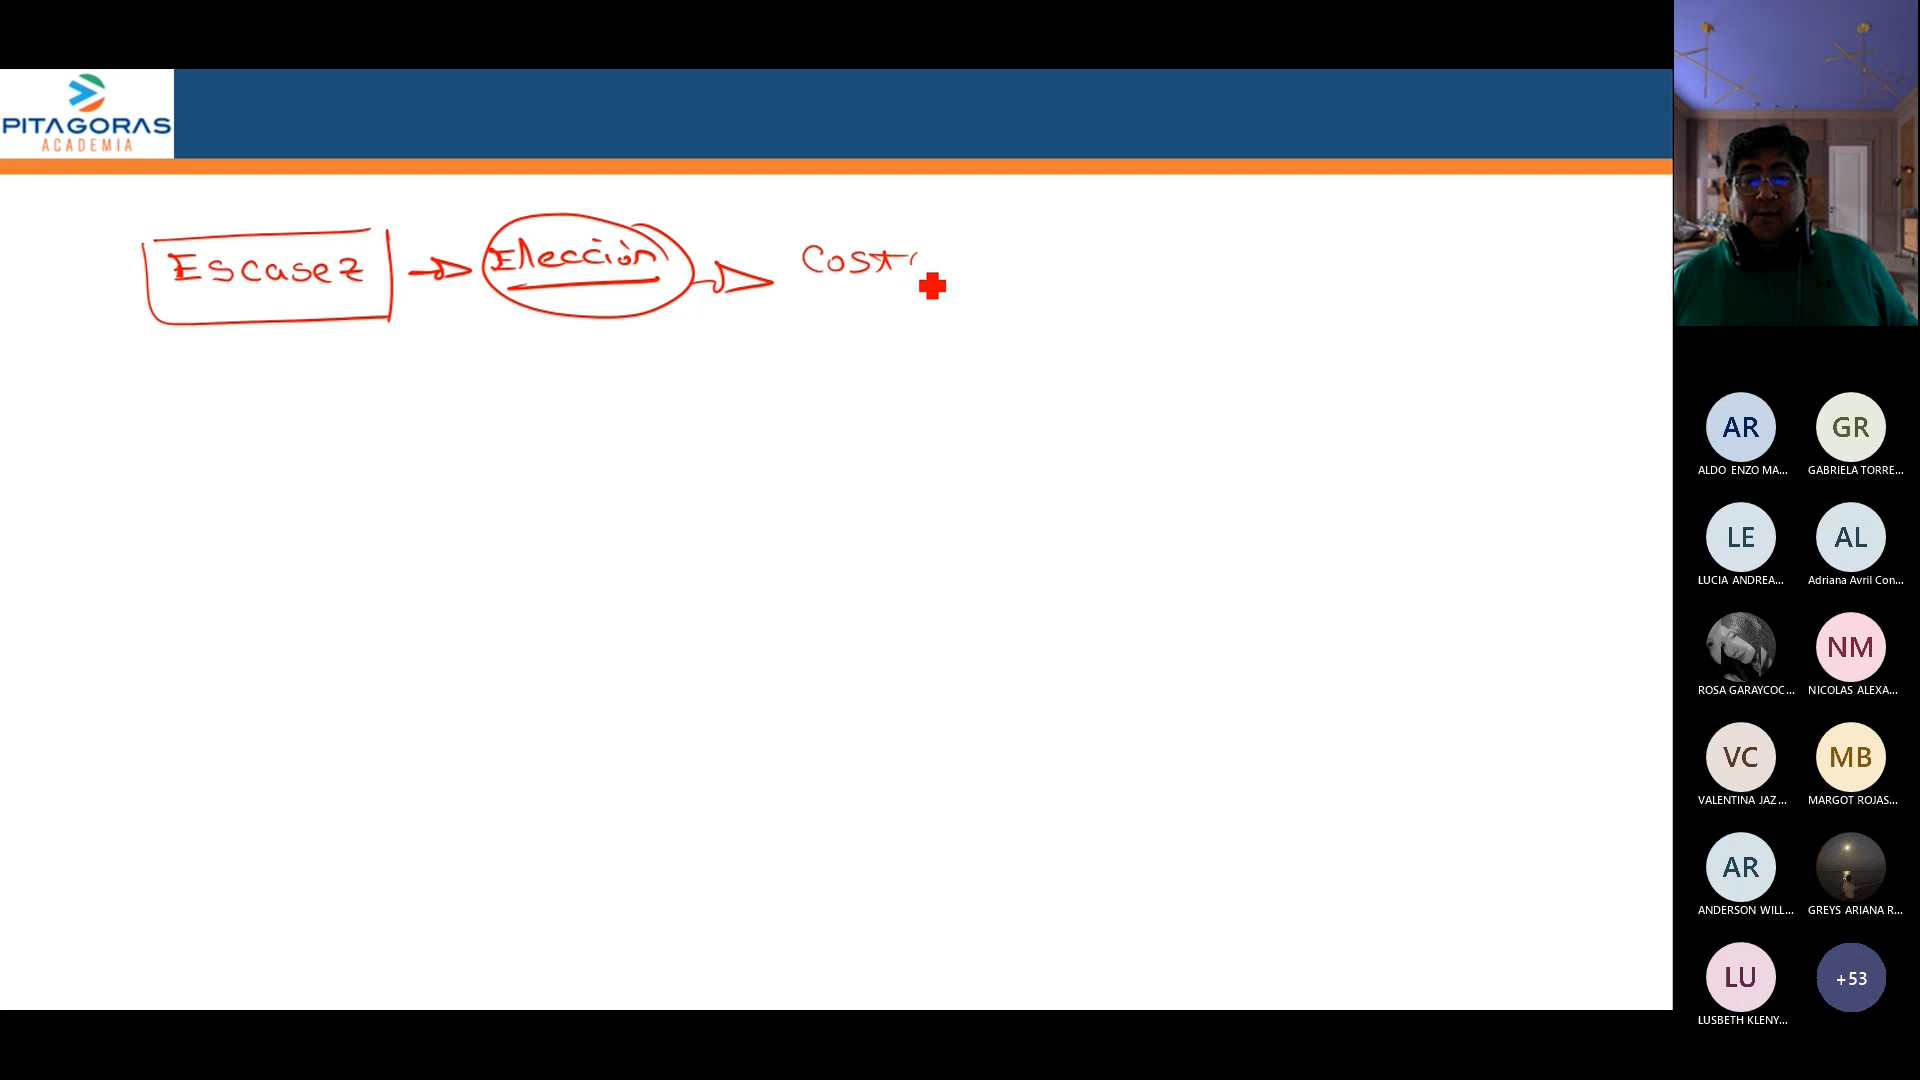 PITAGORAS
ACADEMIA
Escasez Elección Cost
AR GR
ALDO ENZO MA... GABRIELA TORRE...
LE AL
LUCIA ANDREA... Adriana Avril Con...
NM
ROSA GARAYCOC... NICOLAS ALEXA...
VC MB
VALENTINA JAZ... MARGOT ROJAS...
AR
ANDERSON WILL... GREYS ARIANA R...
LU +53
LUSBETH KLENY...